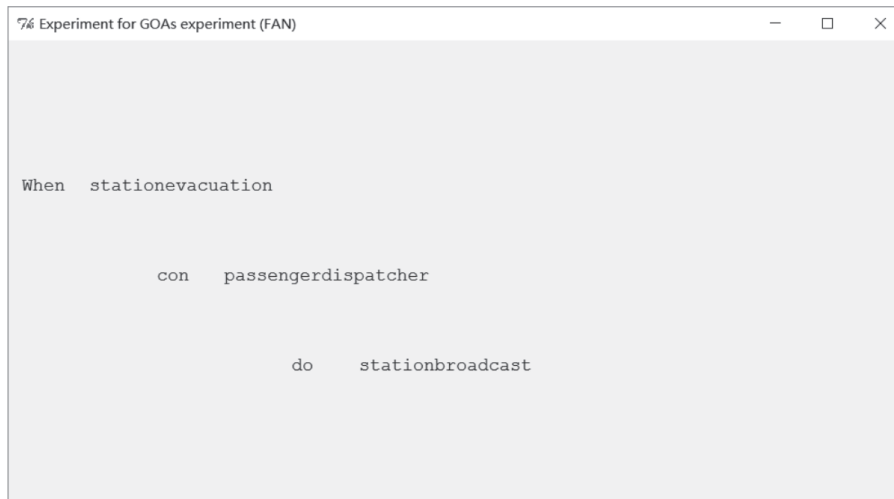 Experiment for GOAs experiment (FAN)
When stationevacuation
con passengerdispatcher
do stationbroadcast